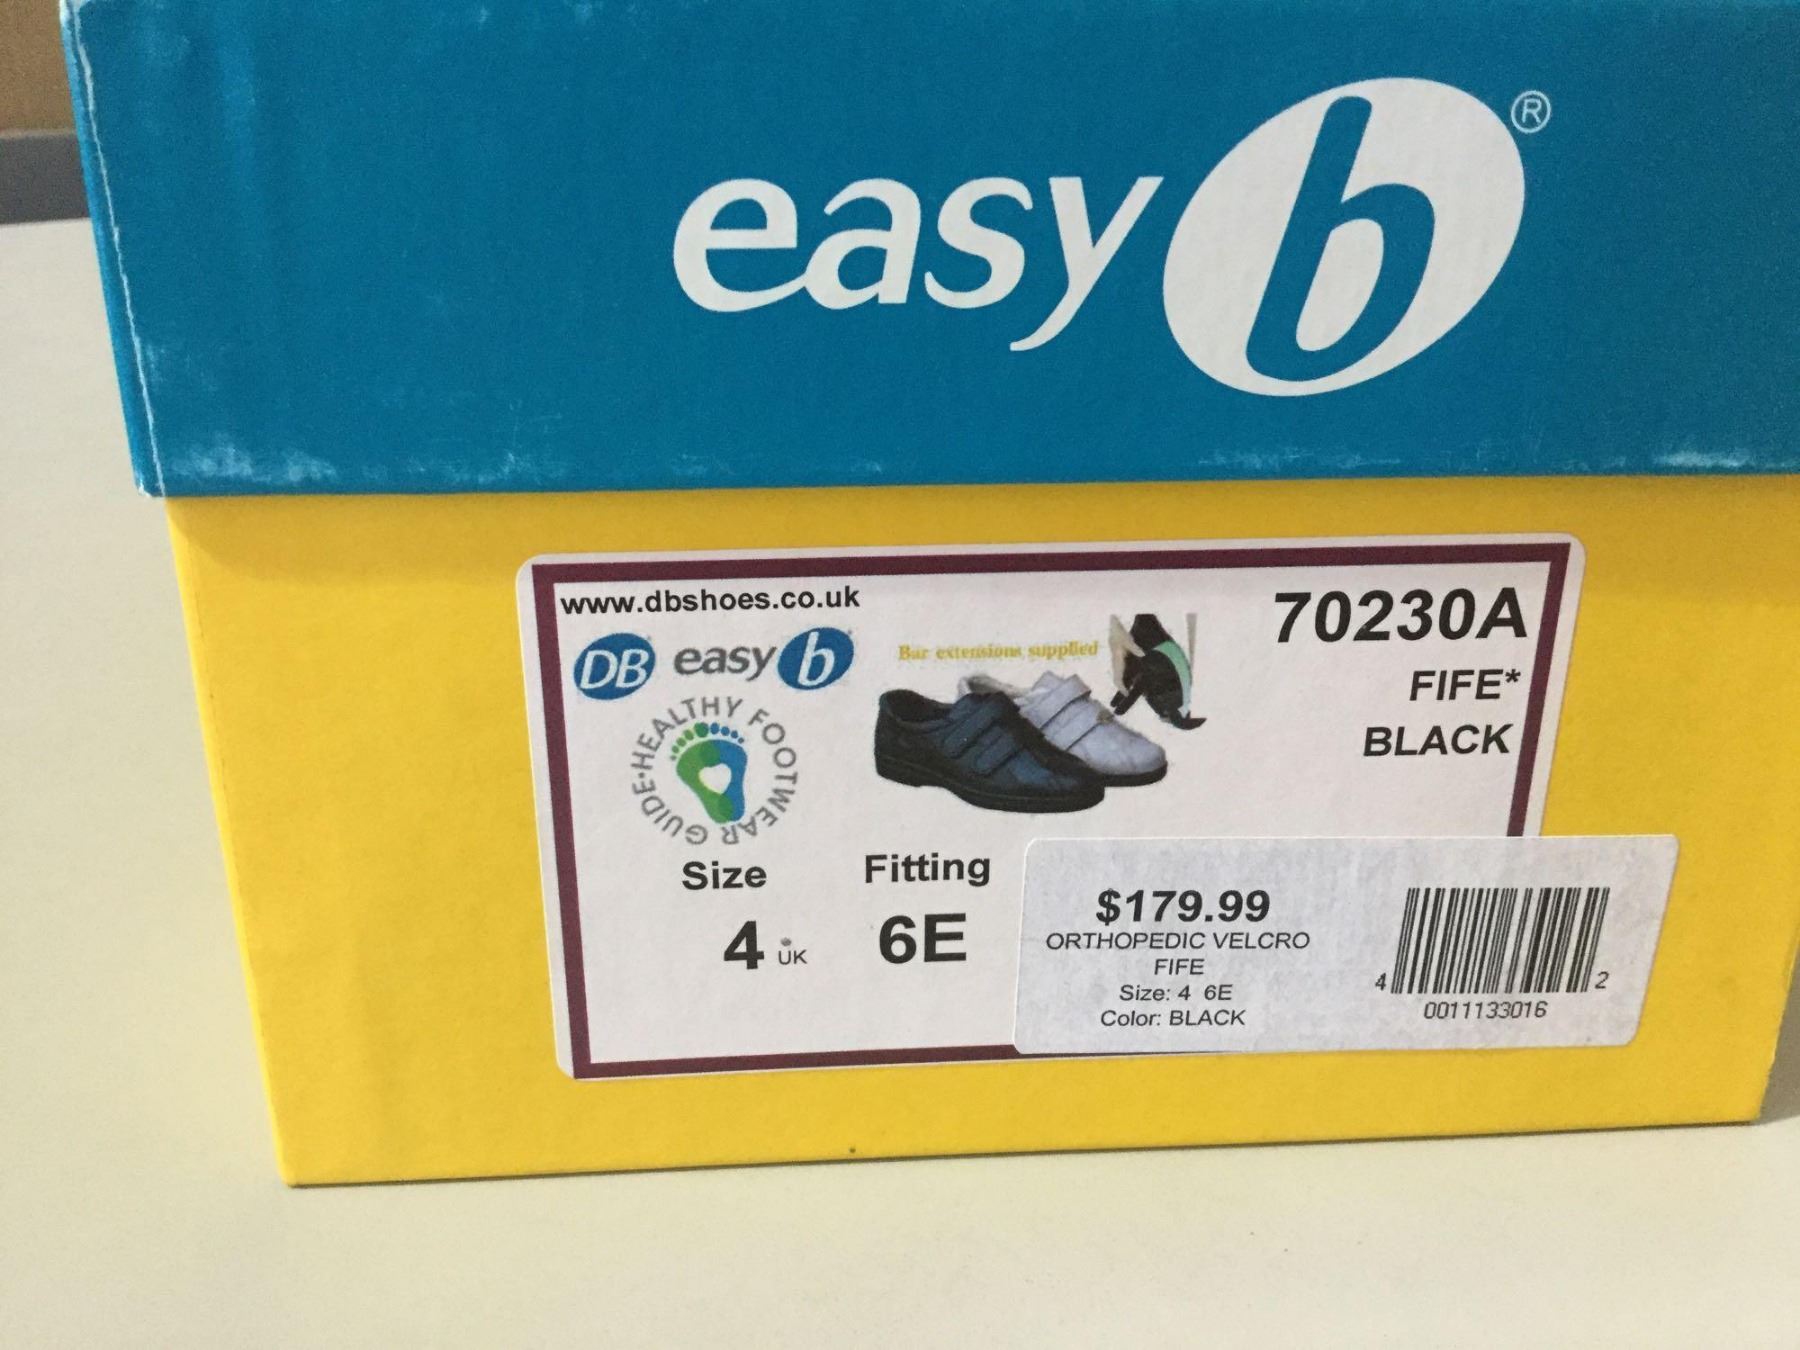 easy b ®
www.dbshoes.co.uk
DB easy b
HEALTHY FOOTWEAR GUIDE
Bar extensions supplied
70230A
FIFE*
BLACK
Size
Fitting
4 UK
6E
$179.99
ORTHOPEDIC VELCRO
FIFE
Size: 4 6E
Color: BLACK
4 2
0011133016